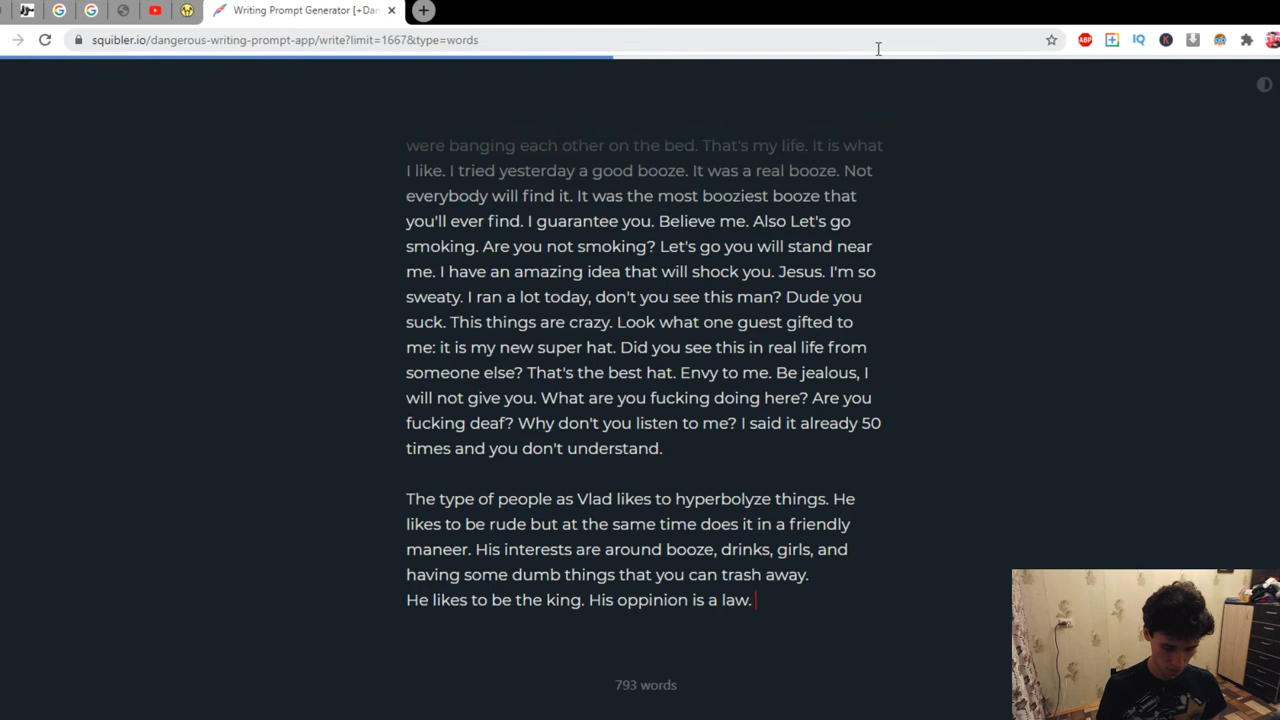 Writing Prompt Generator [+Dan
squibler.io/dangerous-writing-prompt-app/write?limit=1667&type=words
ABP
IQ
K
were banging each other on the bed. That's my life. It is what
I like. I tried yesterday a good booze. It was a real booze. Not
everybody will find it. It was the most booziest booze that
you'll ever find. I guarantee you. Believe me. Also Let's go
smoking. Are you not smoking? Let's go you will stand near
me. I have an amazing idea that will shock you. Jesus. I'm so
sweaty. I ran a lot today, don't you see this man? Dude you
suck. This things are crazy. Look what one guest gifted to
me: it is my new super hat. Did you see this in real life from
someone else? That's the best hat. Envy to me. Be jealous, I
will not give you. What are you fucking doing here? Are you
fucking deaf? Why don't you listen to me? I said it already 50
times and you don't understand.
The type of people as Vlad likes to hyperbolyze things. He
likes to be rude but at the same time does it in a friendly
maneer. His interests are around booze, drinks, girls, and
having some dumb things that you can trash away.
He likes to be the king. His oppinion is a law.
793 words